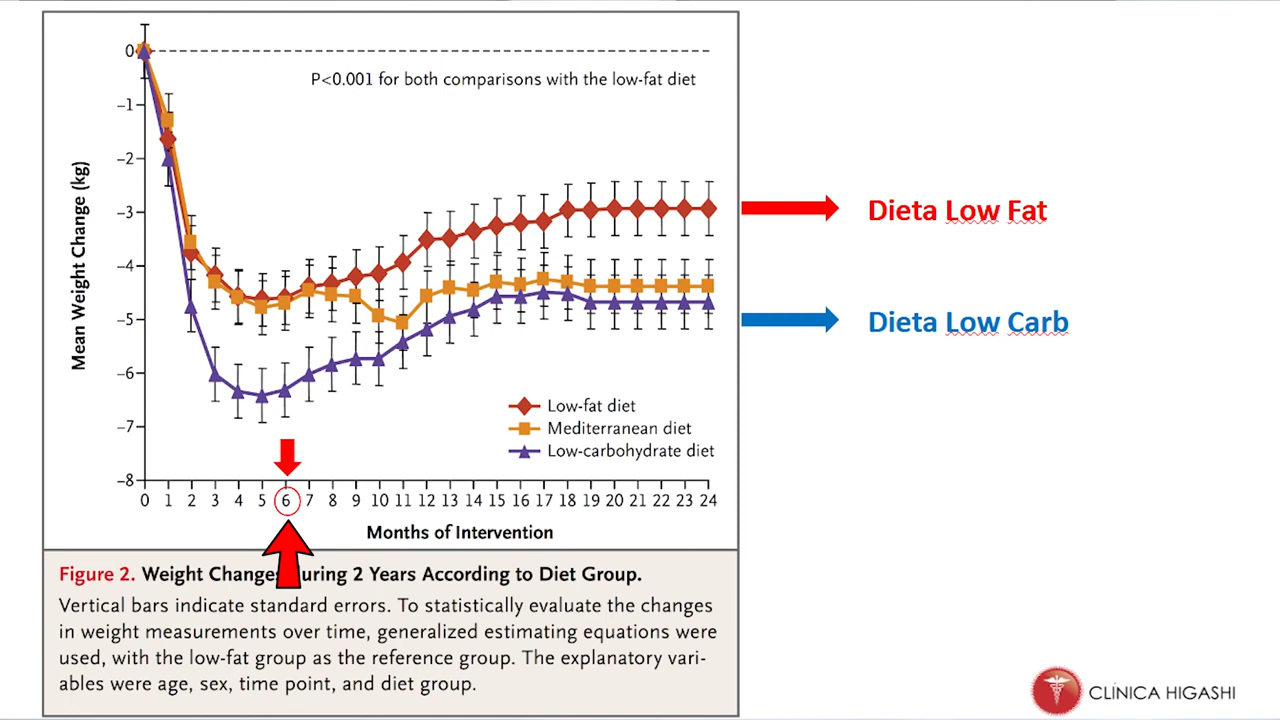 0
P<0.001 for both comparisons with the low-fat diet
–1
–2
–3
–4
–5
–6
–7
–8
Mean Weight Change (kg)
Low-fat diet
Mediterranean diet
Low-carbohydrate diet
0 1 2 3 4 5 6 7 8 9 10 11 12 13 14 15 16 17 18 19 20 21 22 23 24
Months of Intervention
Figure 2. Weight Changes uring 2 Years According to Diet Group.
Vertical bars indicate standard errors. To statistically evaluate the changes
in weight measurements over time, generalized estimating equations were
used, with the low-fat group as the reference group. The explanatory vari-
ables were age, sex, time point, and diet group.
Dieta Low Fat
Dieta Low Carb
CLÍNICA HIGASHI